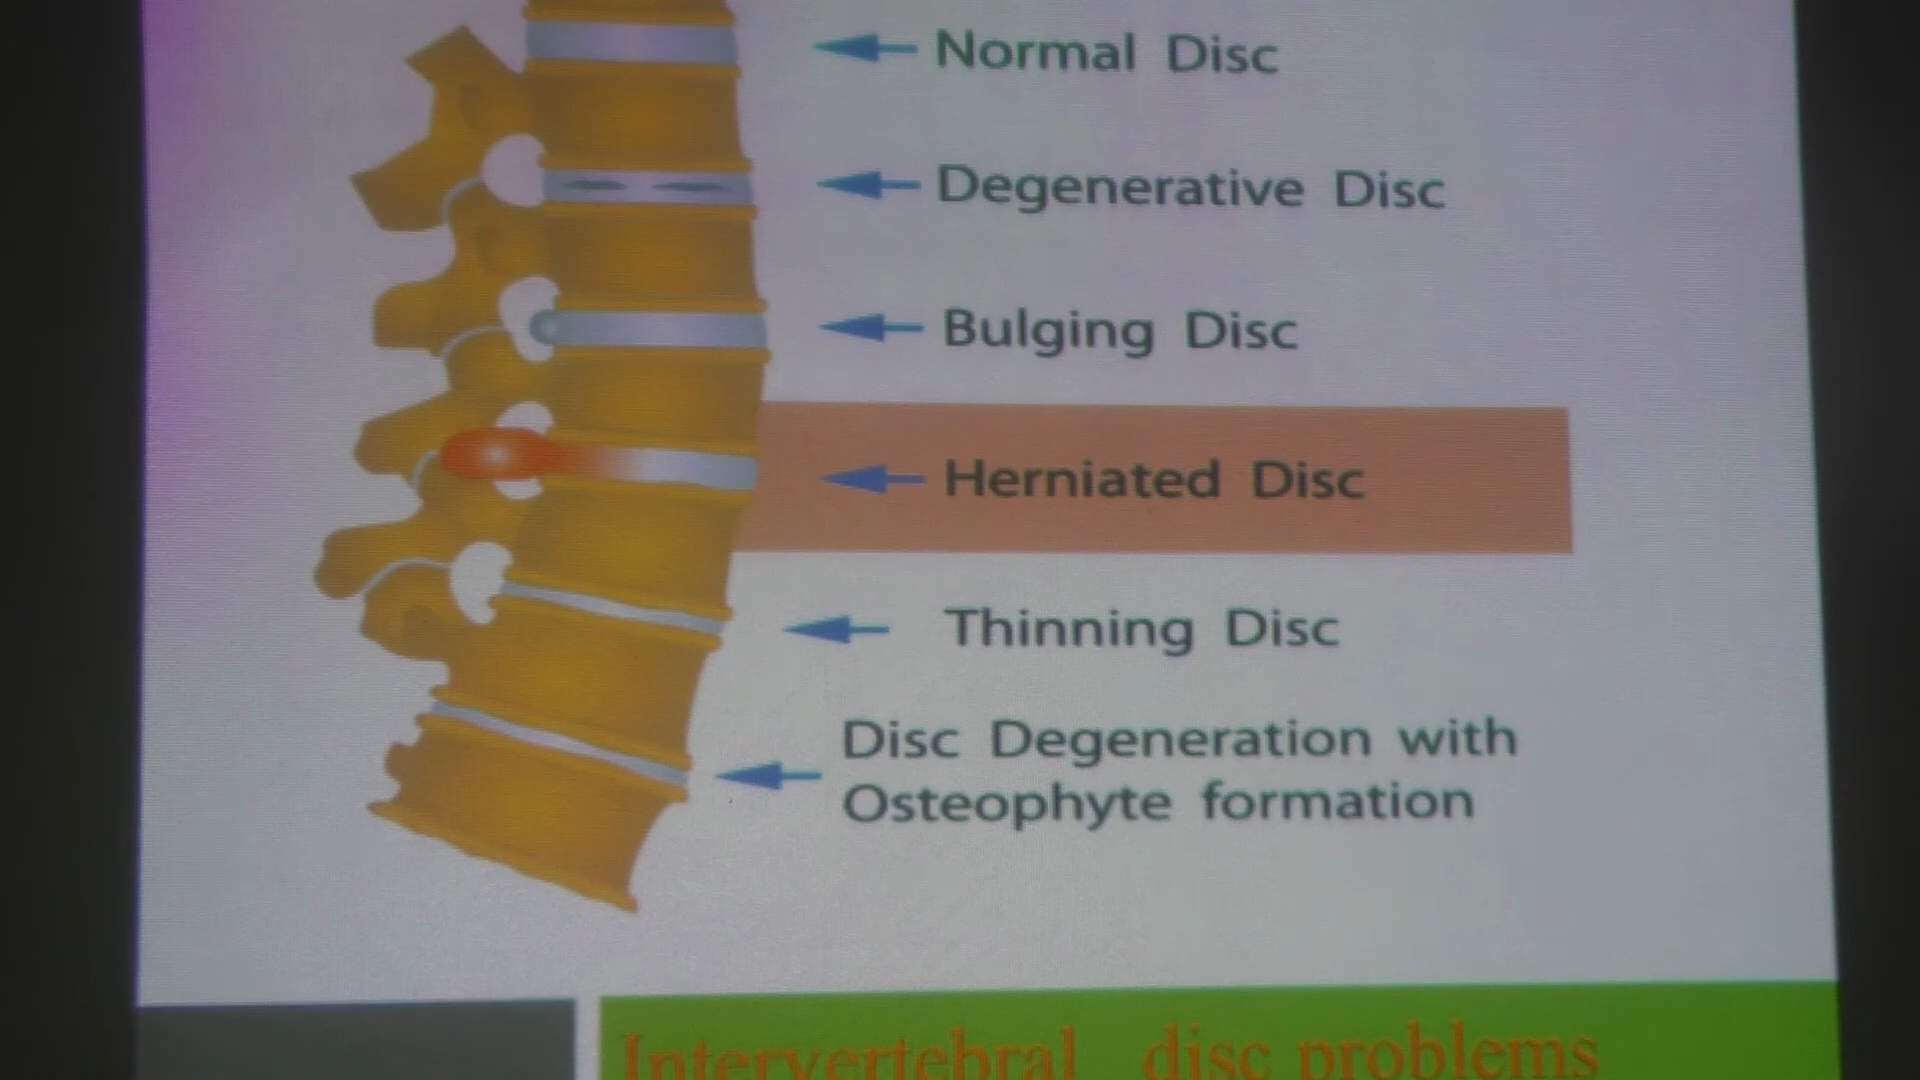 Normal Disc
Degenerative Disc
Bulging Disc
Herniated Disc
Thinning Disc
Disc Degeneration with
Osteophyte formation
Intervertebral disc problems